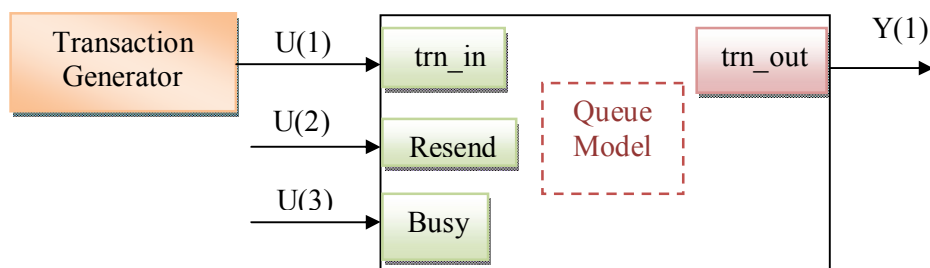 Transaction
Generator
U(1)
trn_in
trn_out
Y(1)
Queue
Model
U(2)
Resend
U(3)
Busy